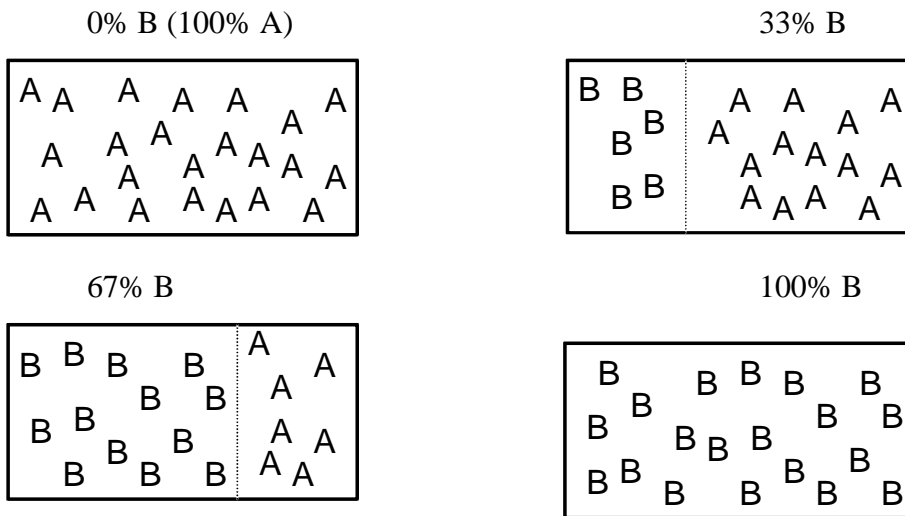 0% B (100% A)
A A A A A A
A A A A A
A A A A
A A A
A A A A A
33% B
B B
B
B
B B
A A A
A A A
A A A
A A
A A A
67% B
B B B B
B B
B B B B
B B B
A A
A
A A
A A
100% B
B B B B B
B B B
B B B B
B B B B
B B B B